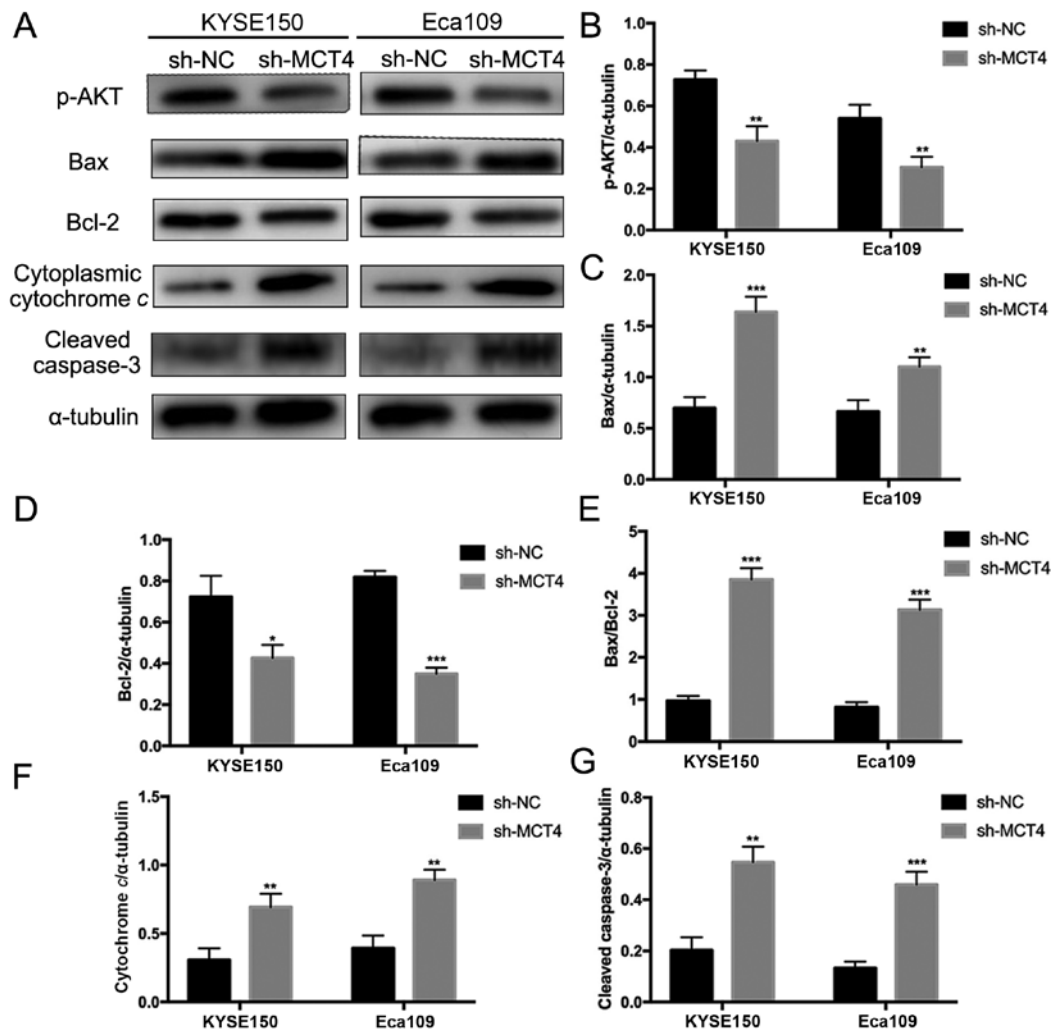 A
KYSE150 Eca109
sh-NC sh-MCT4 sh-NC sh-MCT4
p-AKT
Bax
Bcl-2
Cytoplasmic
cytochrome c
Cleaved
caspase-3
α-tubulin
B
p-AKT/α-tubulin
0.8
0.6
0.4
0.2
0.0
** **
KYSE150 Eca109
sh-NC
sh-MCT4
C
Bax/α-tubulin
2.0
1.5
1.0
0.5
0.0
*** **
KYSE150 Eca109
sh-NC
sh-MCT4
D
Bcl-2/α-tubulin
1.0
0.8
0.6
0.4
0.2
0.0
* ***
KYSE150 Eca109
sh-NC
sh-MCT4
E
Bax/Bcl-2
5
4
3
2
1
0
*** ***
KYSE150 Eca109
sh-NC
sh-MCT4
F
Cytochrome c/α-tubulin
1.5
1.0
0.5
0.0
** **
KYSE150 Eca109
sh-NC
sh-MCT4
G
Cleaved caspase-3/α-tubulin
0.8
0.6
0.4
0.2
0.0
** ***
KYSE150 Eca109
sh-NC
sh-MCT4